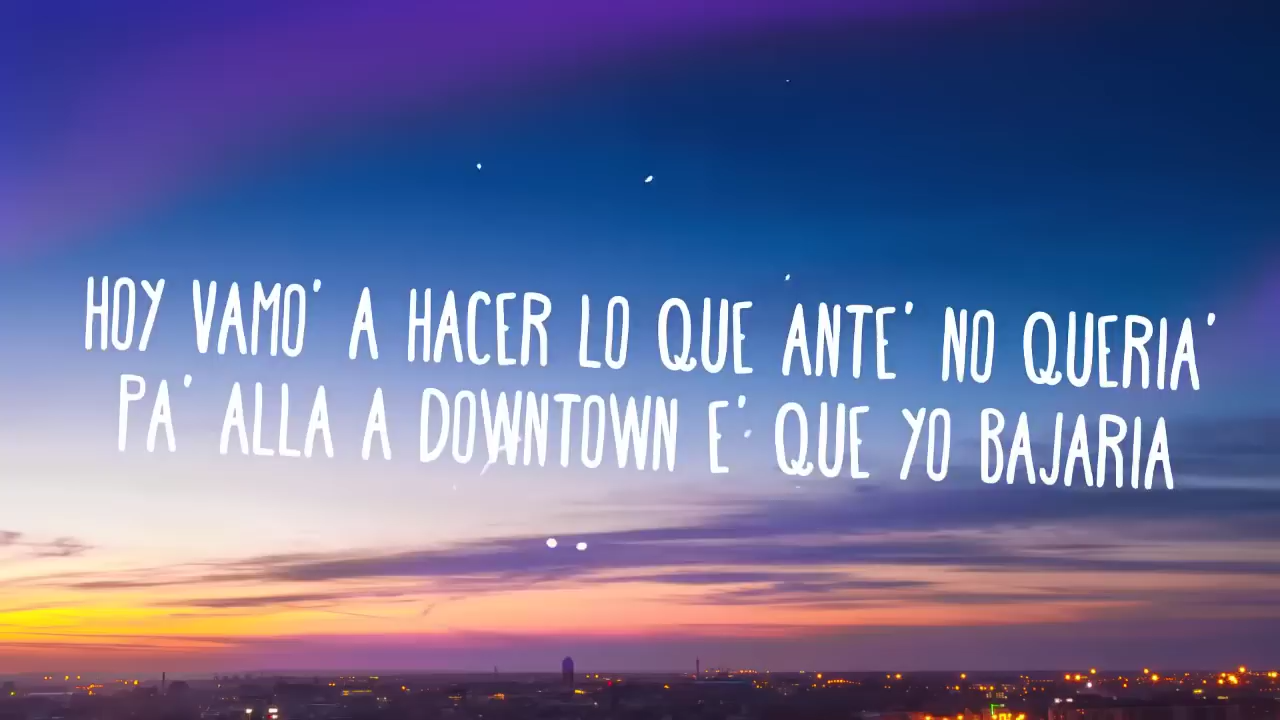 HOY VAMO' A HACER LO QUE ANTE' NO QUERIA'
PA' ALLA A DOWNTOWN E' QUE YO BAJARIA